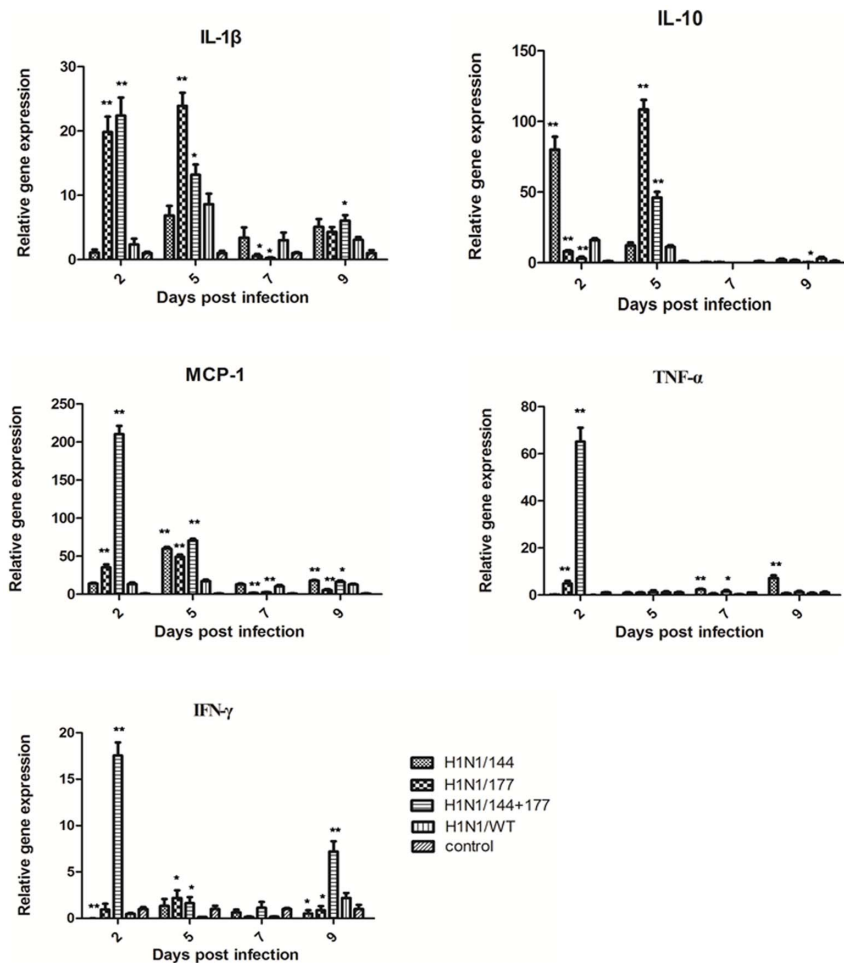 IL-1β
Relative gene expression
30
20
10
0
** ** ** * * * *
2 5 7 9
Days post infection
IL-10
Relative gene expression
150
100
50
0
** ** ** ** ** *
2 5 7 9
Days post infection
MCP-1
Relative gene expression
250
200
150
100
50
0
** ** ** ** ** ** ** ** ** *
2 5 7 9
Days post infection
TNF-α
Relative gene expression
80
60
40
20
0
** ** ** * **
2 5 7 9
Days post infection
IFN-γ
Relative gene expression
20
15
10
5
0
** ** * * * * **
2 5 7 9
Days post infection
H1N1/144
H1N1/177
H1N1/144+177
H1N1/WT
control